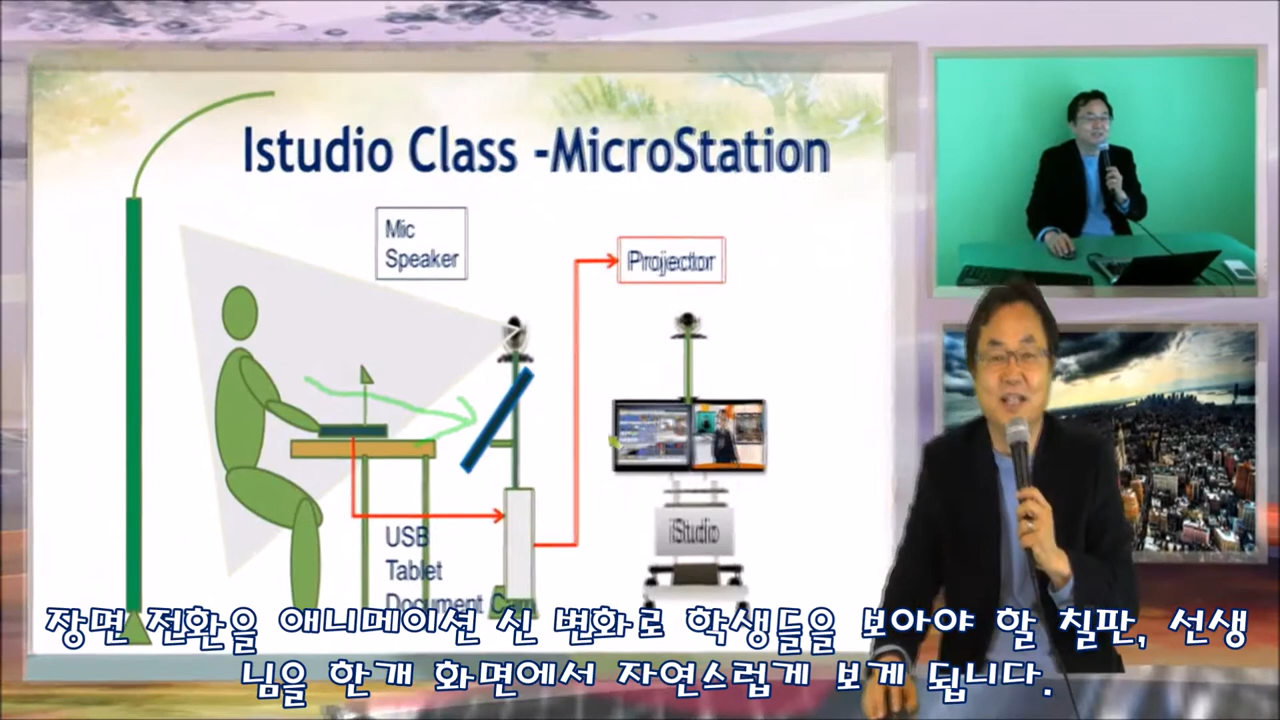 Istudio Class -MicroStation
Mic
Speaker
Projector
iStudio
USB
Tablet
Document Cam
장면 전환을 애니메이션 신 변화로 학생들을 보아야 할 칠판, 선생
님을 한개 화면에서 자연스럽게 보게 됩니다.